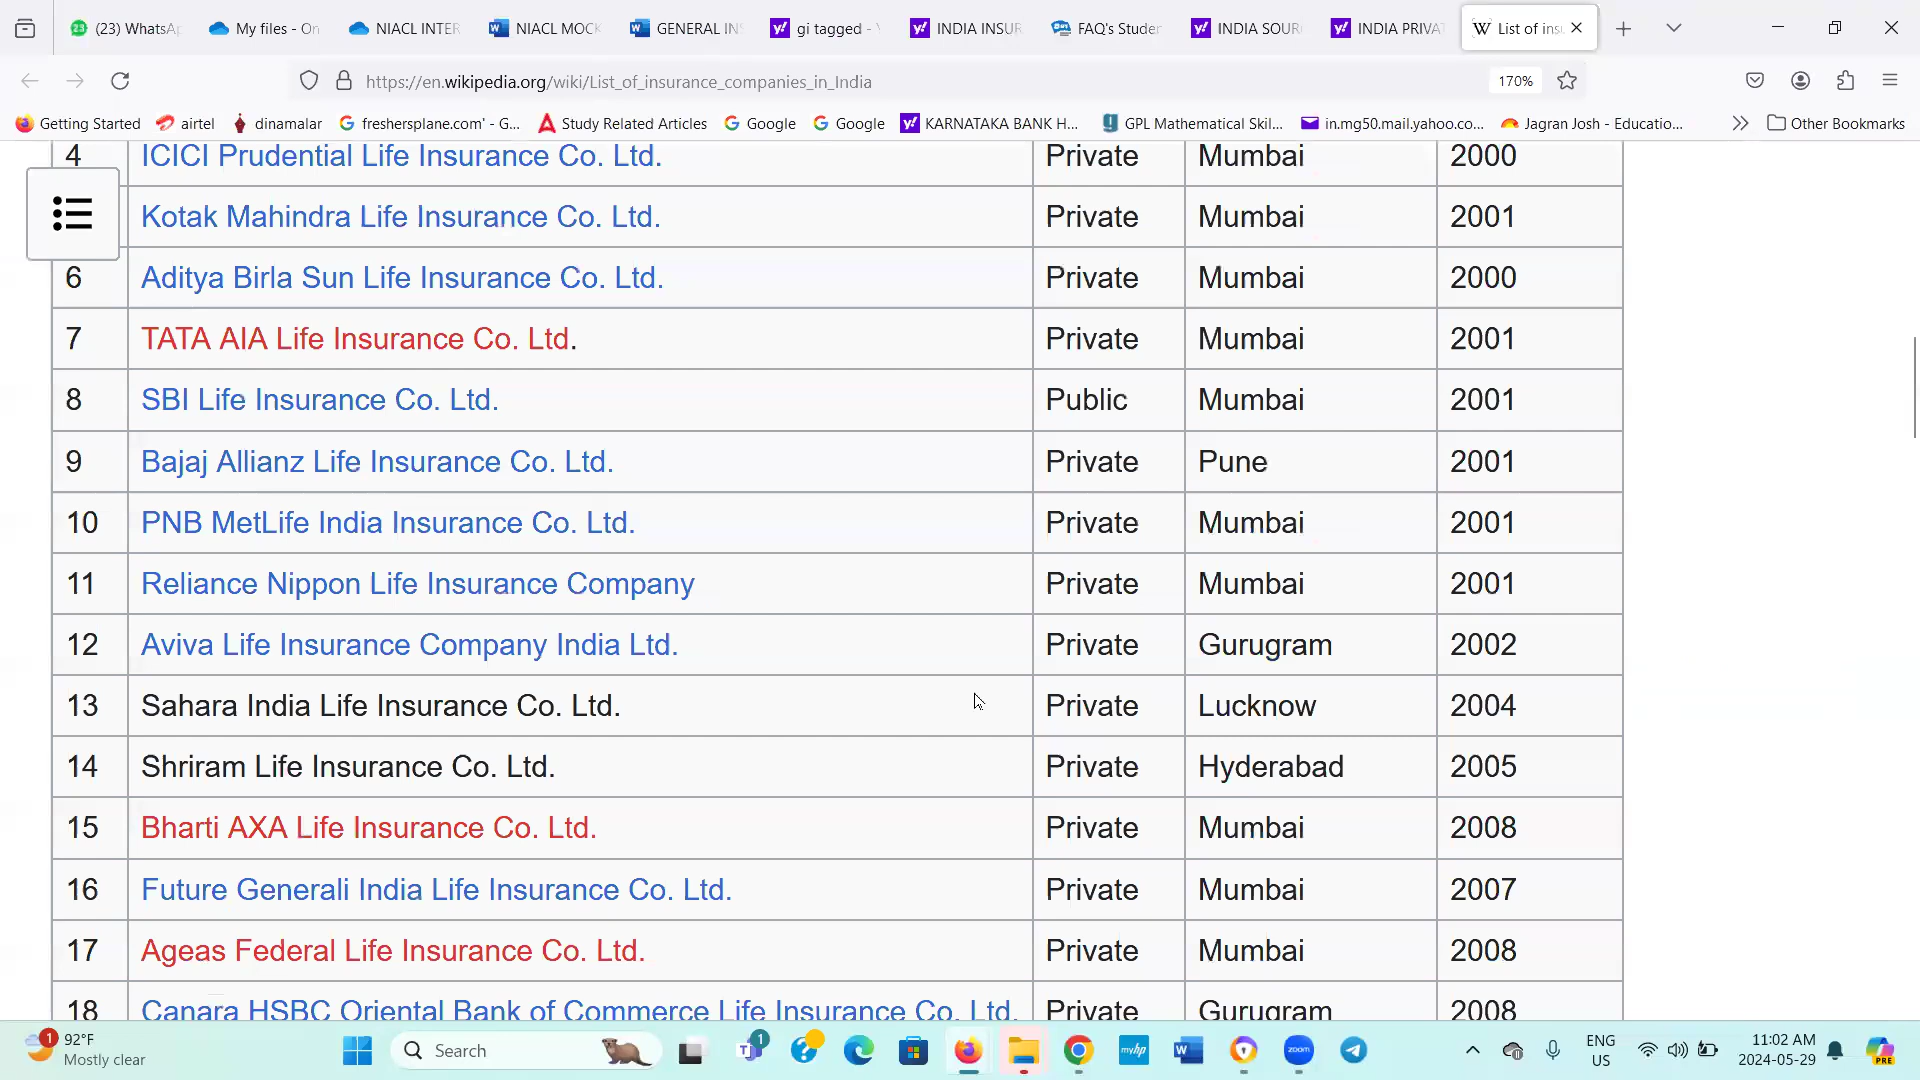 (23) WhatsA
My files - On
NIACL INTER
NIACL MOCK
GENERAL INS
gi tagged -
INDIA INSUR
FAQ's Studen
INDIA SOUR
INDIA PRIVA
List of ins
https://en.wikipedia.org/wiki/List_of_insurance_companies_in_India
170%
Getting Started
airtel
dinamalar
freshersplane.com' - G...
Study Related Articles
Google
Google
KARNATAKA BANK H...
GPL Mathematical Skil...
in.mg50.mail.yahoo.co...
Jagran Josh - Educatio...
Other Bookmarks
4 ICICI Prudential Life Insurance Co. Ltd. Private Mumbai 2000
Kotak Mahindra Life Insurance Co. Ltd. Private Mumbai 2001
6 Aditya Birla Sun Life Insurance Co. Ltd. Private Mumbai 2000
7 TATA AIA Life Insurance Co. Ltd. Private Mumbai 2001
8 SBI Life Insurance Co. Ltd. Public Mumbai 2001
9 Bajaj Allianz Life Insurance Co. Ltd. Private Pune 2001
10 PNB MetLife India Insurance Co. Ltd. Private Mumbai 2001
11 Reliance Nippon Life Insurance Company Private Mumbai 2001
12 Aviva Life Insurance Company India Ltd. Private Gurugram 2002
13 Sahara India Life Insurance Co. Ltd. Private Lucknow 2004
14 Shriram Life Insurance Co. Ltd. Private Hyderabad 2005
15 Bharti AXA Life Insurance Co. Ltd. Private Mumbai 2008
16 Future Generali India Life Insurance Co. Ltd. Private Mumbai 2007
17 Ageas Federal Life Insurance Co. Ltd. Private Mumbai 2008
18 Canara HSBC Oriental Bank of Commerce Life Insurance Co. Ltd. Private Gurugram 2008
1
92°F
Mostly clear
Search
1
myhp
zoom
ENG
US
11:02 AM
2024-05-29
PRE